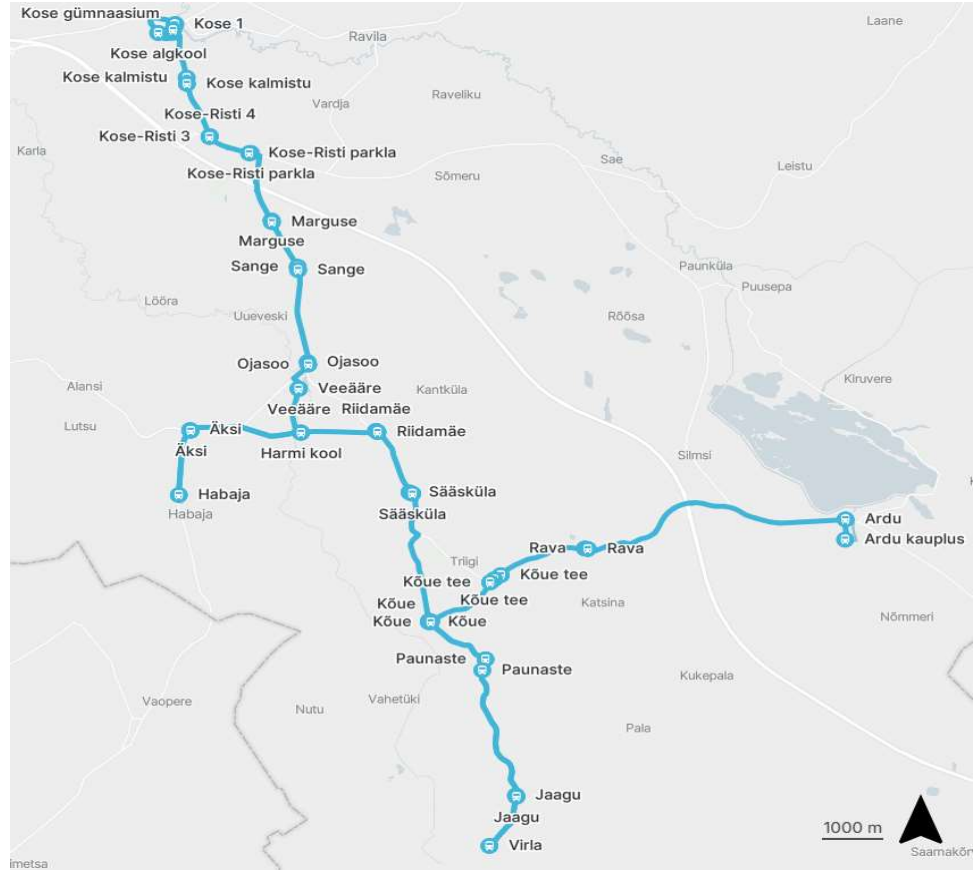 Kose gümnaasium
Kose 1
Laane
Ravila
Kose algkool
Kose kalmistu
Kose kalmistu
Raveliku
Vardja
Kose-Risti 4
Kose-Risti 3
Karla
Kose-Risti parkla
Sae
Leistu
Kose-Risti parkla
Sõmeru
Marguse
Marguse
Sange
Sange
Paunküla
Puusepa
Lööra
Uueveski
Rõõsa
Ojasoo
Ojasoo
Kiruvere
Alansi
Veeääre
Kantküla
Veeääre
Riidamäe
Lutsu
Äksi
Riidamäe
Äksi
Harmi kool
Silmsi
Habaja
Sääsküla
Habaja
Sääsküla
Ardu
Ardu kauplus
Rava
Rava
Triigi
Kõue tee
Kõue tee
Kõue tee
Katsina
Kõue
Kõue
Kõue
Nõmmeri
Paunaste
Paunaste
Kukepala
Vaopere
Nutu
Vahetüki
Pala
Jaagu
Jaagu
1000 m
Virla
Saarnakõr
imetsa